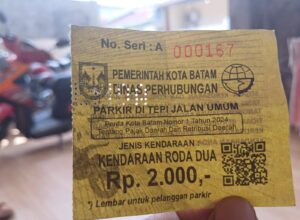 No. Seri : A 000167
PEMERINTAH KOTA BATAM
DINAS PERHUBUNGAN
PARKIR DI TEPI JALAN UMUM
Perda Kota Batam Nomor 1 Tahun 2024
Tentang Pajak Daerah Dan Retribusi Daerah
JENIS KENDARAAN
KENDARAAN RODA DUA
Rp. 2.000,-
*) Lembar untuk pelanggan parkir